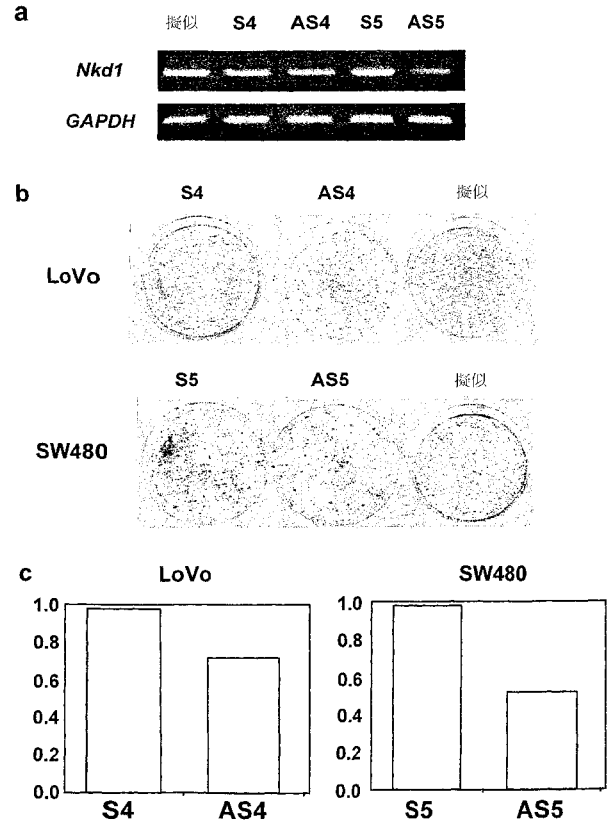 a
擬似 S4 AS4 S5 AS5
Nkd1
GAPDH
b
S4 AS4 擬似
LoVo
S5 AS5 擬似
SW480
c
LoVo SW480
1.0 1.0
0.8 0.8
0.6 0.6
0.4 0.4
0.2 0.2
0.0 0.0
S4 AS4 S5 AS5